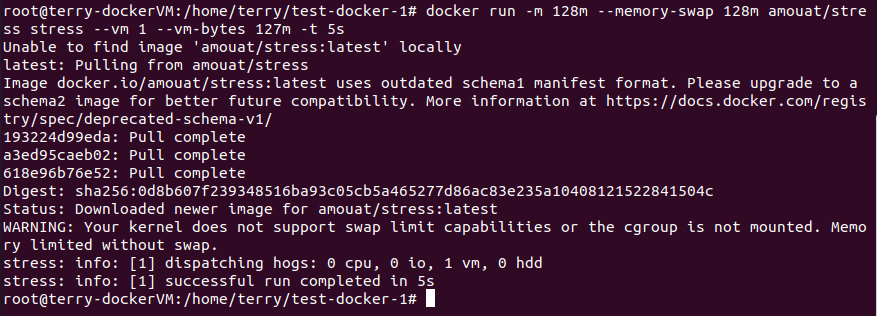 root@terry-dockerVM:/home/terry/test-docker-1# docker run -m 128m --memory-swap 128m amouat/stre
ss stress --vm 1 --vm-bytes 127m -t 5s
Unable to find image 'amouat/stress:latest' locally
latest: Pulling from amouat/stress
Image docker.io/amouat/stress:latest uses outdated schema1 manifest format. Please upgrade to a
schema2 image for better future compatibility. More information at https://docs.docker.com/regis
try/spec/deprecated-schema-v1/
193224d99eda: Pull complete
a3ed95caeb02: Pull complete
618e96b76e52: Pull complete
Digest: sha256:0d8b607f239348516ba93c05cb5a465277d86ac83e235a10408121522841504c
Status: Downloaded newer image for amouat/stress:latest
WARNING: Your kernel does not support swap limit capabilities or the cgroup is not mounted. Memo
ry limited without swap.
stress: info: [1] dispatching hogs: 0 cpu, 0 io, 1 vm, 0 hdd
stress: info: [1] successful run completed in 5s
root@terry-dockerVM:/home/terry/test-docker-1#